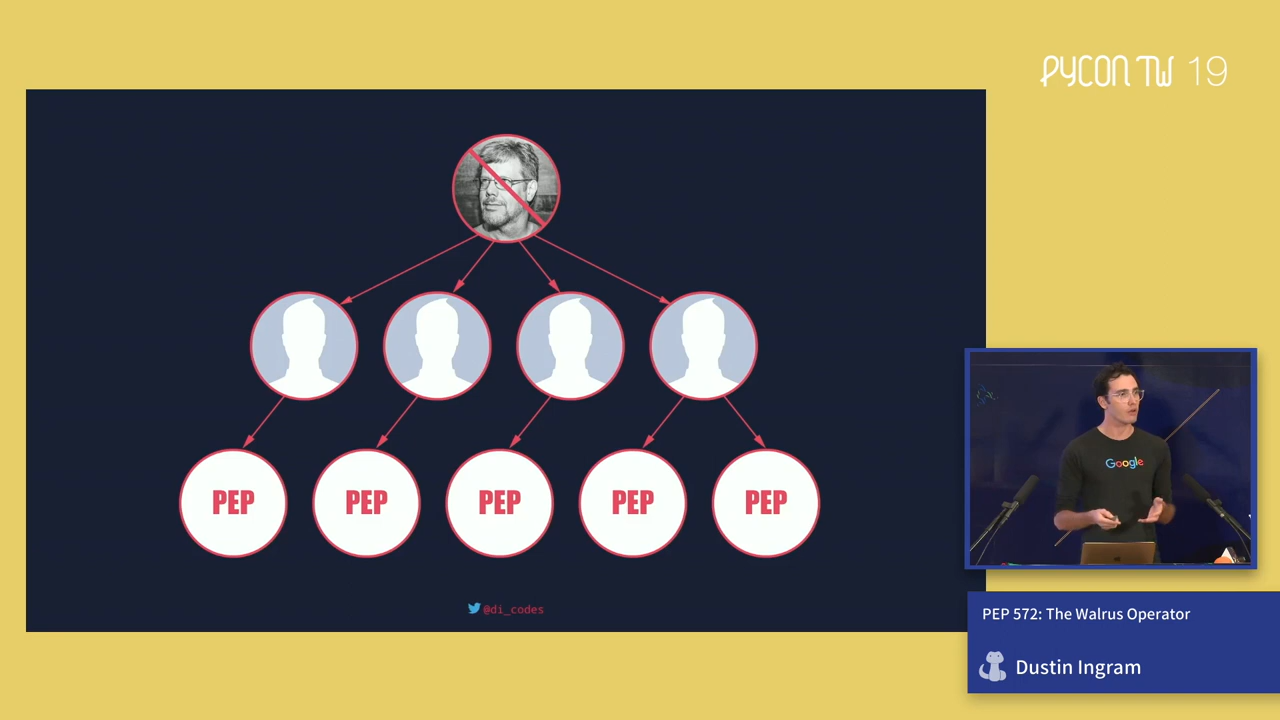 PYCON TW 19
PEP PEP PEP PEP PEP
@di_codes
Google
PEP 572: The Walrus Operator
Dustin Ingram